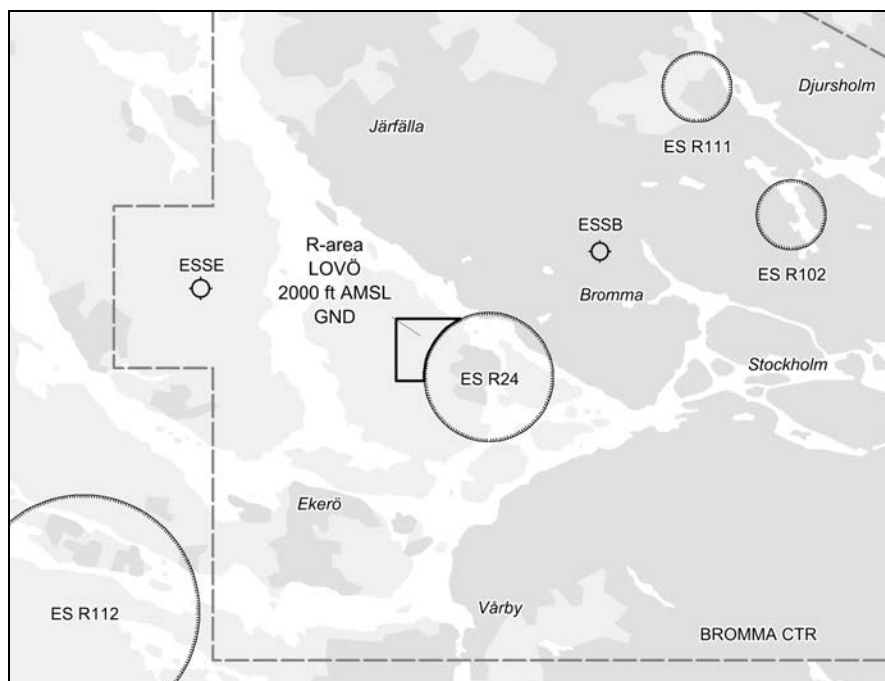 Djursholm
Järfälla
ES R111
ESSB
R-area
LOVÖ
2000 ft AMSL
GND
ESSE
ES R102
Bromma
Stockholm
ES R24
Ekerö
ES R112
Vårby
BROMMA CTR